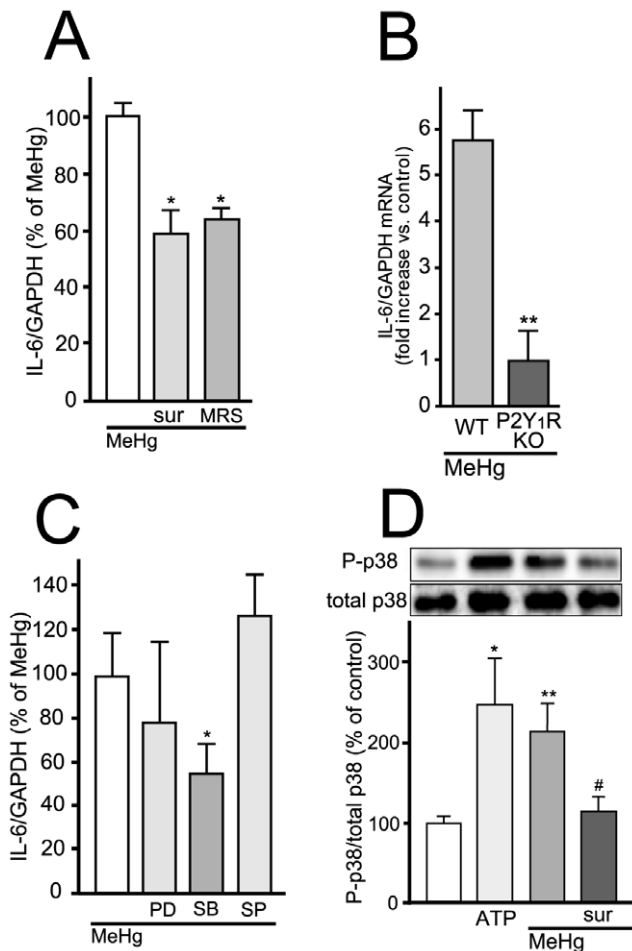 A
IL-6/GAPDH (% of MeHg)
100
80
60
40
20
0
*
*
sur
MRS
MeHg
B
IL-6/GAPDH mRNA
(fold increase vs. control)
6
5
4
3
2
1
0
**
WT
P2Y1R
KO
MeHg
C
IL-6/GAPDH (% of MeHg)
140
120
100
80
60
40
20
0
*
PD
SB
SP
MeHg
D
P-p38
total p38
P-p38/total p38 (% of control)
300
200
100
0
*
**
#
ATP
sur
MeHg